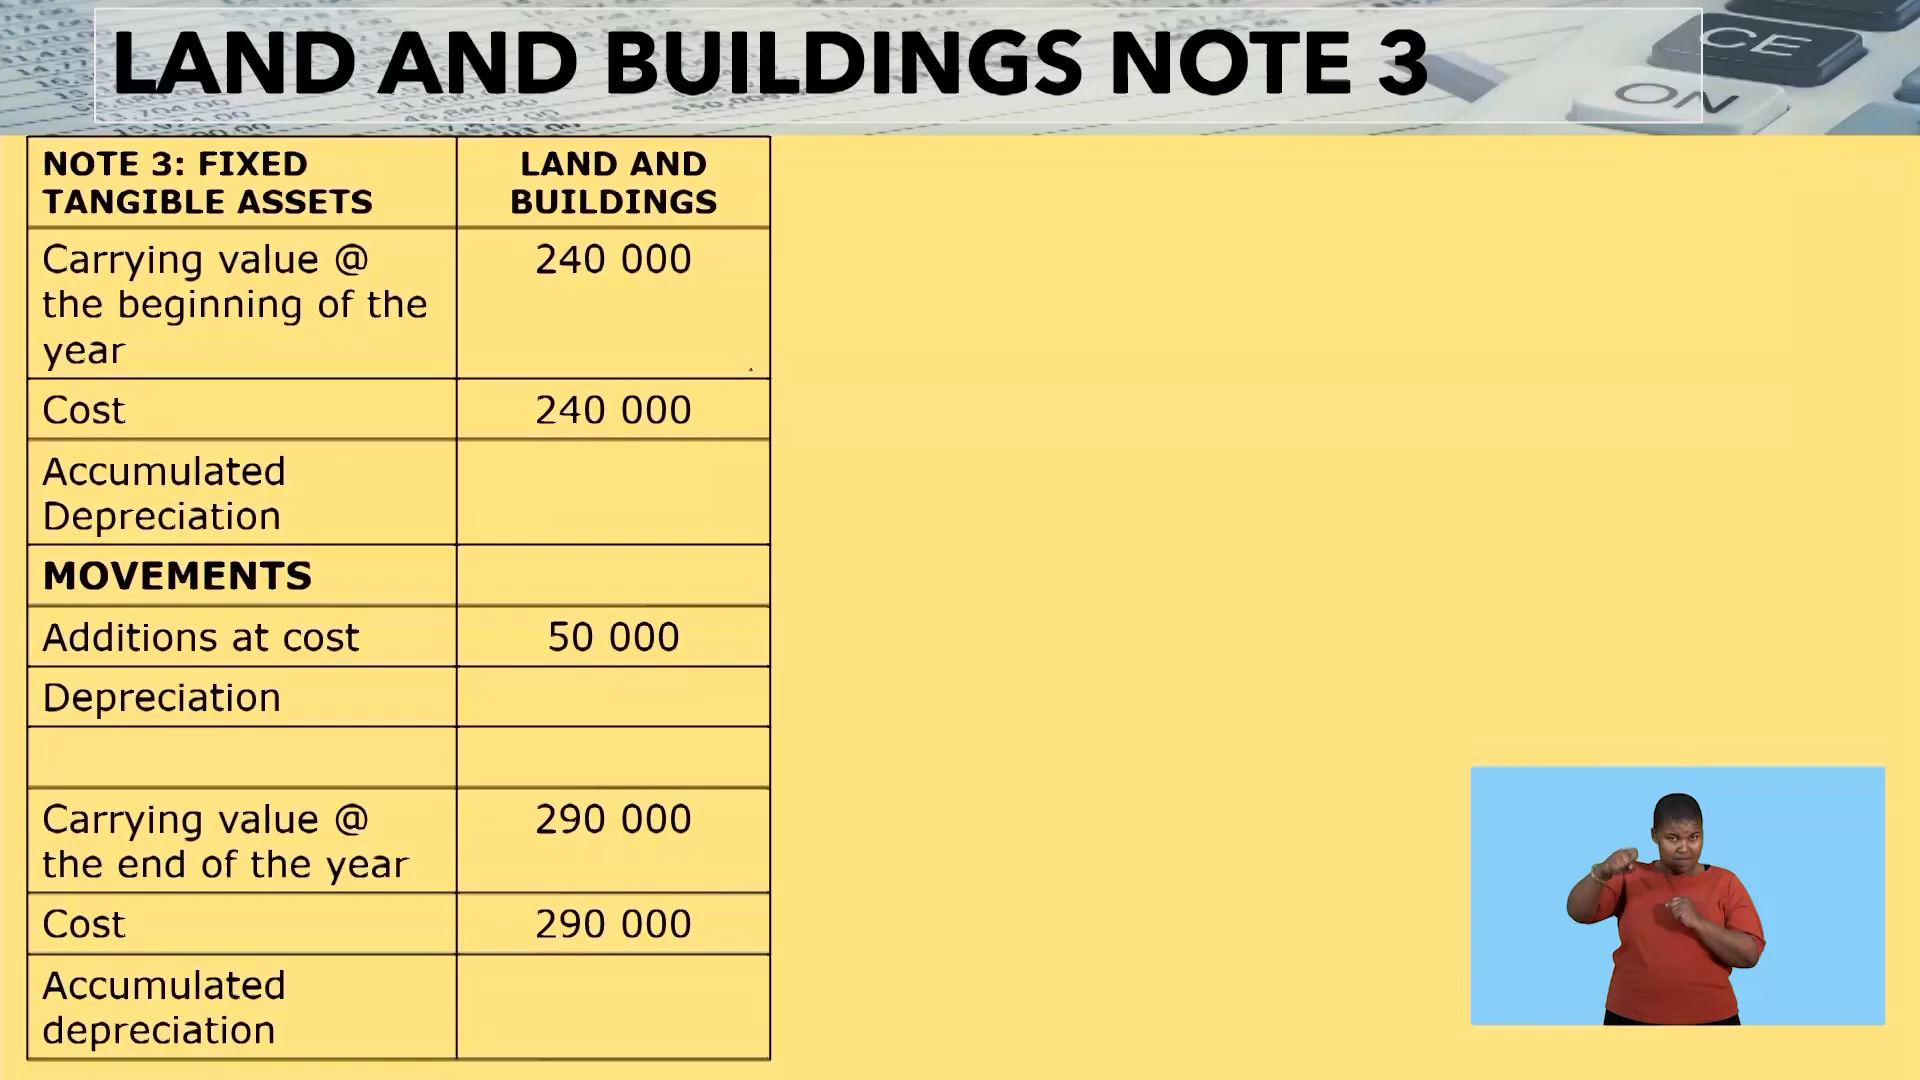 LAND AND BUILDINGS NOTE 3
CE
ON
NOTE 3: FIXED
TANGIBLE ASSETS
LAND AND
BUILDINGS
Carrying value @
the beginning of the
year
240 000
Cost
240 000
Accumulated
Depreciation
MOVEMENTS
Additions at cost
50 000
Depreciation
Carrying value @
the end of the year
290 000
Cost
290 000
Accumulated
depreciation